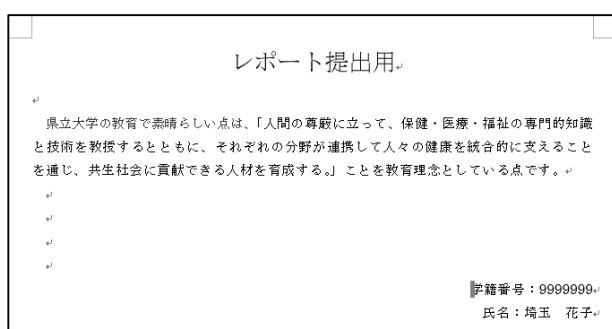 レポート提出用
県立大学の教育で素晴らしい点は、「人間の尊厳に立って、保健・医療・福祉の専門的知識
と技術を教授するとともに、それぞれの分野が連携して人々の健康を統合的に支えること
を通じ、共生社会に貢献できる人材を育成する。」ことを教育理念としている点です。
学籍番号：9999999
氏名：埼玉　花子